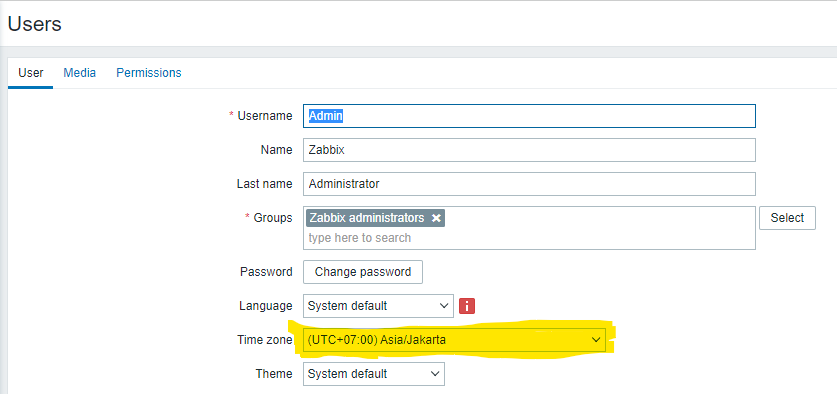 Users
User Media Permissions
* Username Admin
Name Zabbix
Last name Administrator
* Groups Zabbix administrators ✖ Select
type here to search
Password Change password
Language System default i
Time zone (UTC+07:00) Asia/Jakarta
Theme System default